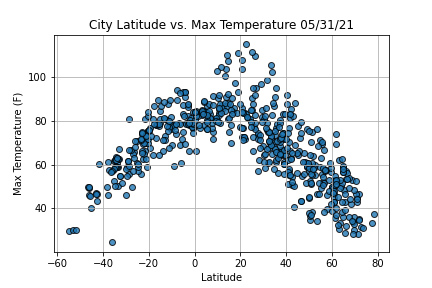 City Latitude vs. Max Temperature 05/31/21
Max Temperature (F)
100
80
60
40
−60 −40 −20 0 20 40 60 80
Latitude